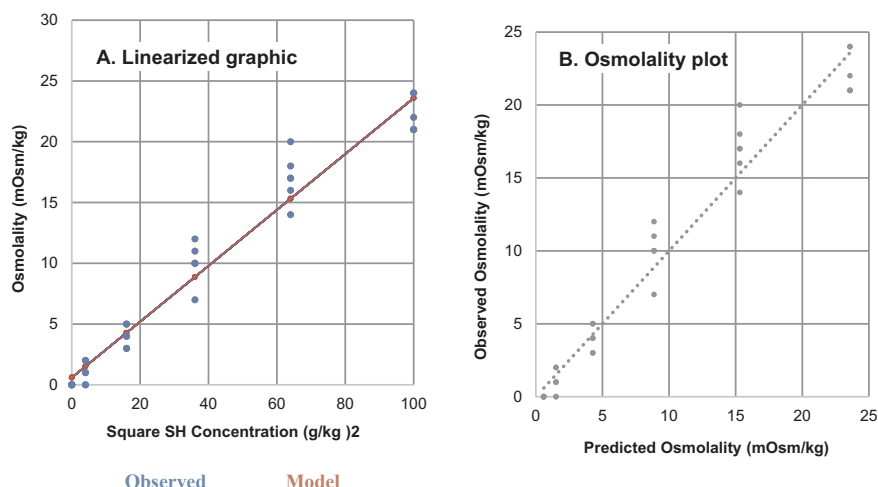 A. Linearized graphic
30
25
20
15
10
5
0
0 20 40 60 80 100
Osmolality (mOsm/kg)
Square SH Concentration (g/kg )2
Observed Model
B. Osmolality plot
25
20
15
10
5
0
0 5 10 15 20 25
Observed Osmolality (mOsm/kg)
Predicted Osmolality (mOsm/kg)